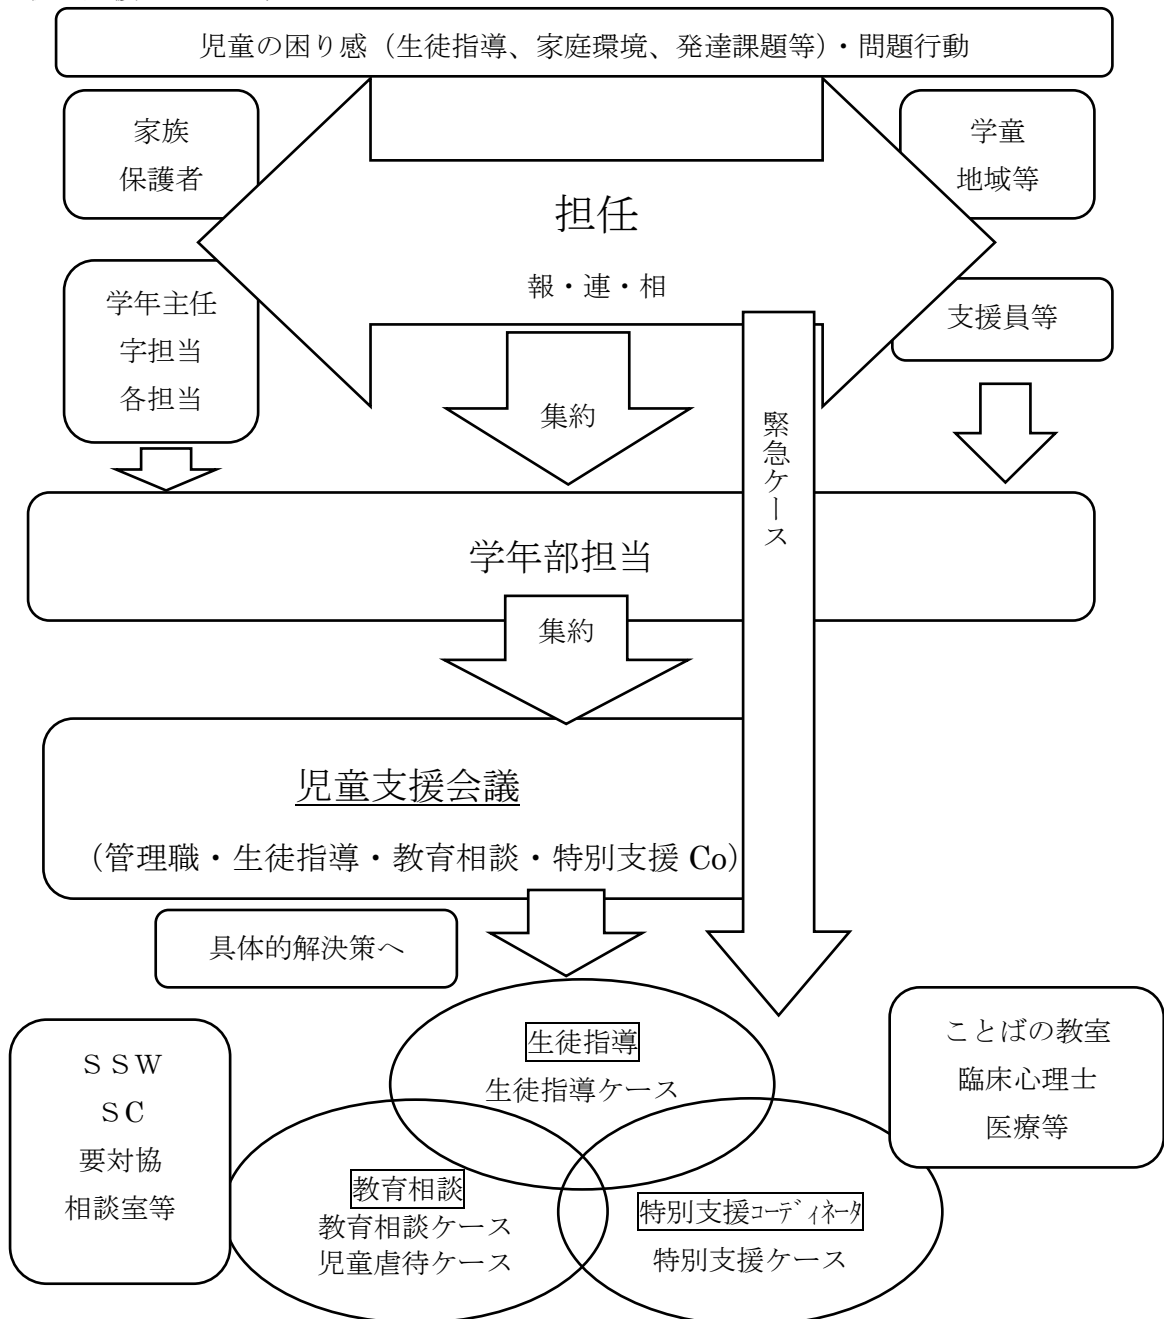 児童の困り感（生徒指導、家庭環境、発達課題等）・問題行動
家族
保護者
学童
地域等
担任
報・連・相
学年主任
字担当
各担当
支援員等
集約
緊急ケース
学年部担当
集約
児童支援会議
（管理職・生徒指導・教育相談・特別支援 Co）
具体的解決策へ
生徒指導
生徒指導ケース
ＳＳＷ
ＳＣ
要対協
相談室等
ことばの教室
臨床心理士
医療等
教育相談
教育相談ケース
児童虐待ケース
特別支援ｺｰﾃﾞｨﾈｰﾀ
特別支援ケース